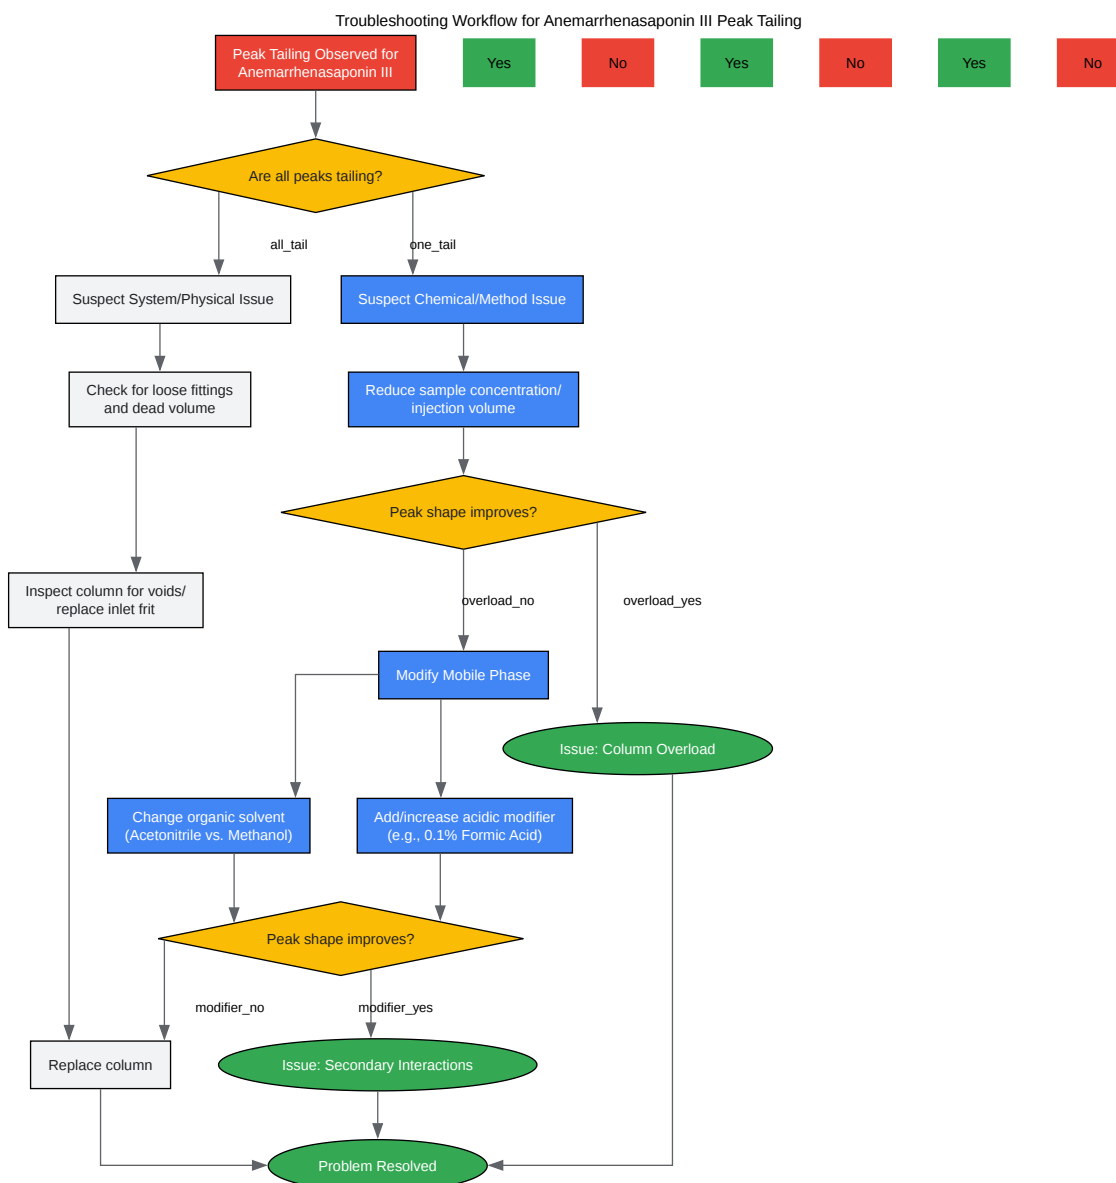 Troubleshooting Workflow for Anemarrhenasaponin III Peak Tailing
Peak Tailing Observed for
Anemarrhenasaponin III
Yes
No
Yes
No
Yes
No
Are all peaks tailing?
all_tail
one_tail
Suspect System/Physical Issue
Suspect Chemical/Method Issue
Check for loose fittings
and dead volume
Reduce sample concentration/
injection volume
Peak shape improves?
Inspect column for voids/
replace inlet frit
overload_no
overload_yes
Modify Mobile Phase
Issue: Column Overload
Change organic solvent
(Acetonitrile vs. Methanol)
Add/increase acidic modifier
(e.g., 0.1% Formic Acid)
Peak shape improves?
modifier_no
modifier_yes
Replace column
Issue: Secondary Interactions
Problem Resolved